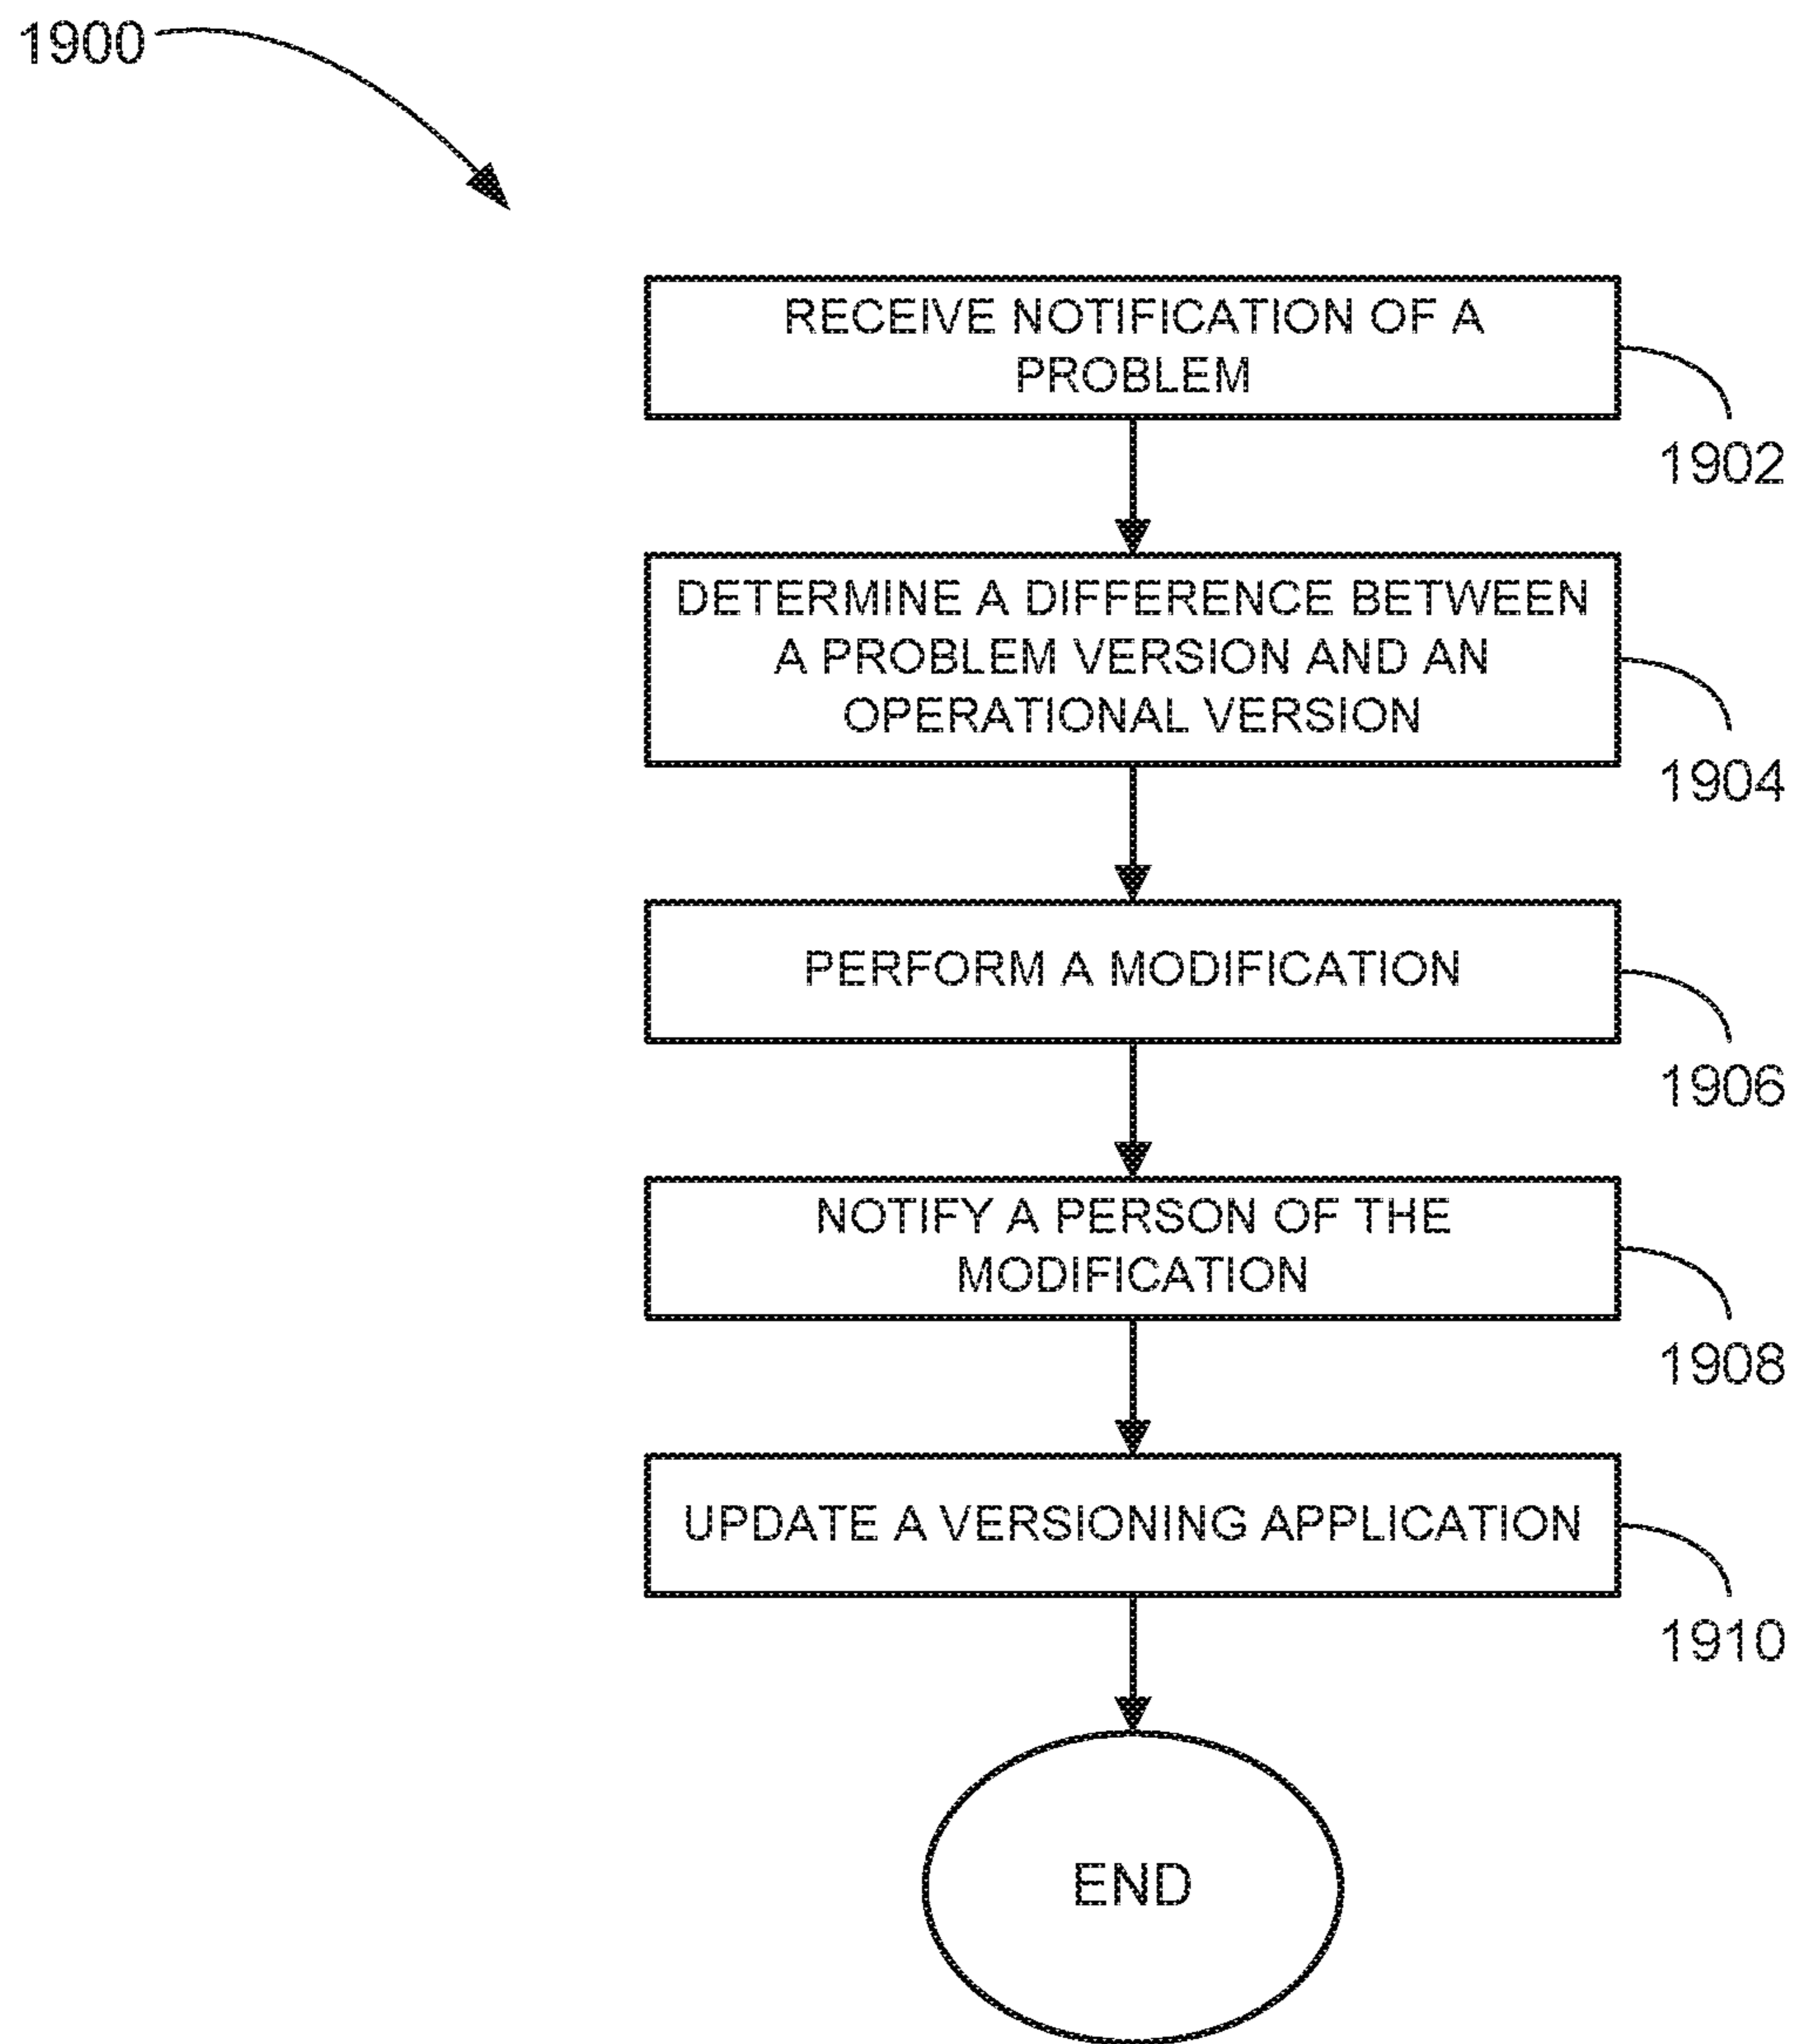 1900
RECEIVE NOTIFICATION OF A
PROBLEM
1902
DETERMINE A DIFFERENCE BETWEEN
A PROBLEM VERSION AND AN
OPERATIONAL VERSION
1904
PERFORM A MODIFICATION
1906
NOTIFY A PERSON OF THE
MODIFICATION
1908
UPDATE A VERSIONING APPLICATION
1910
END